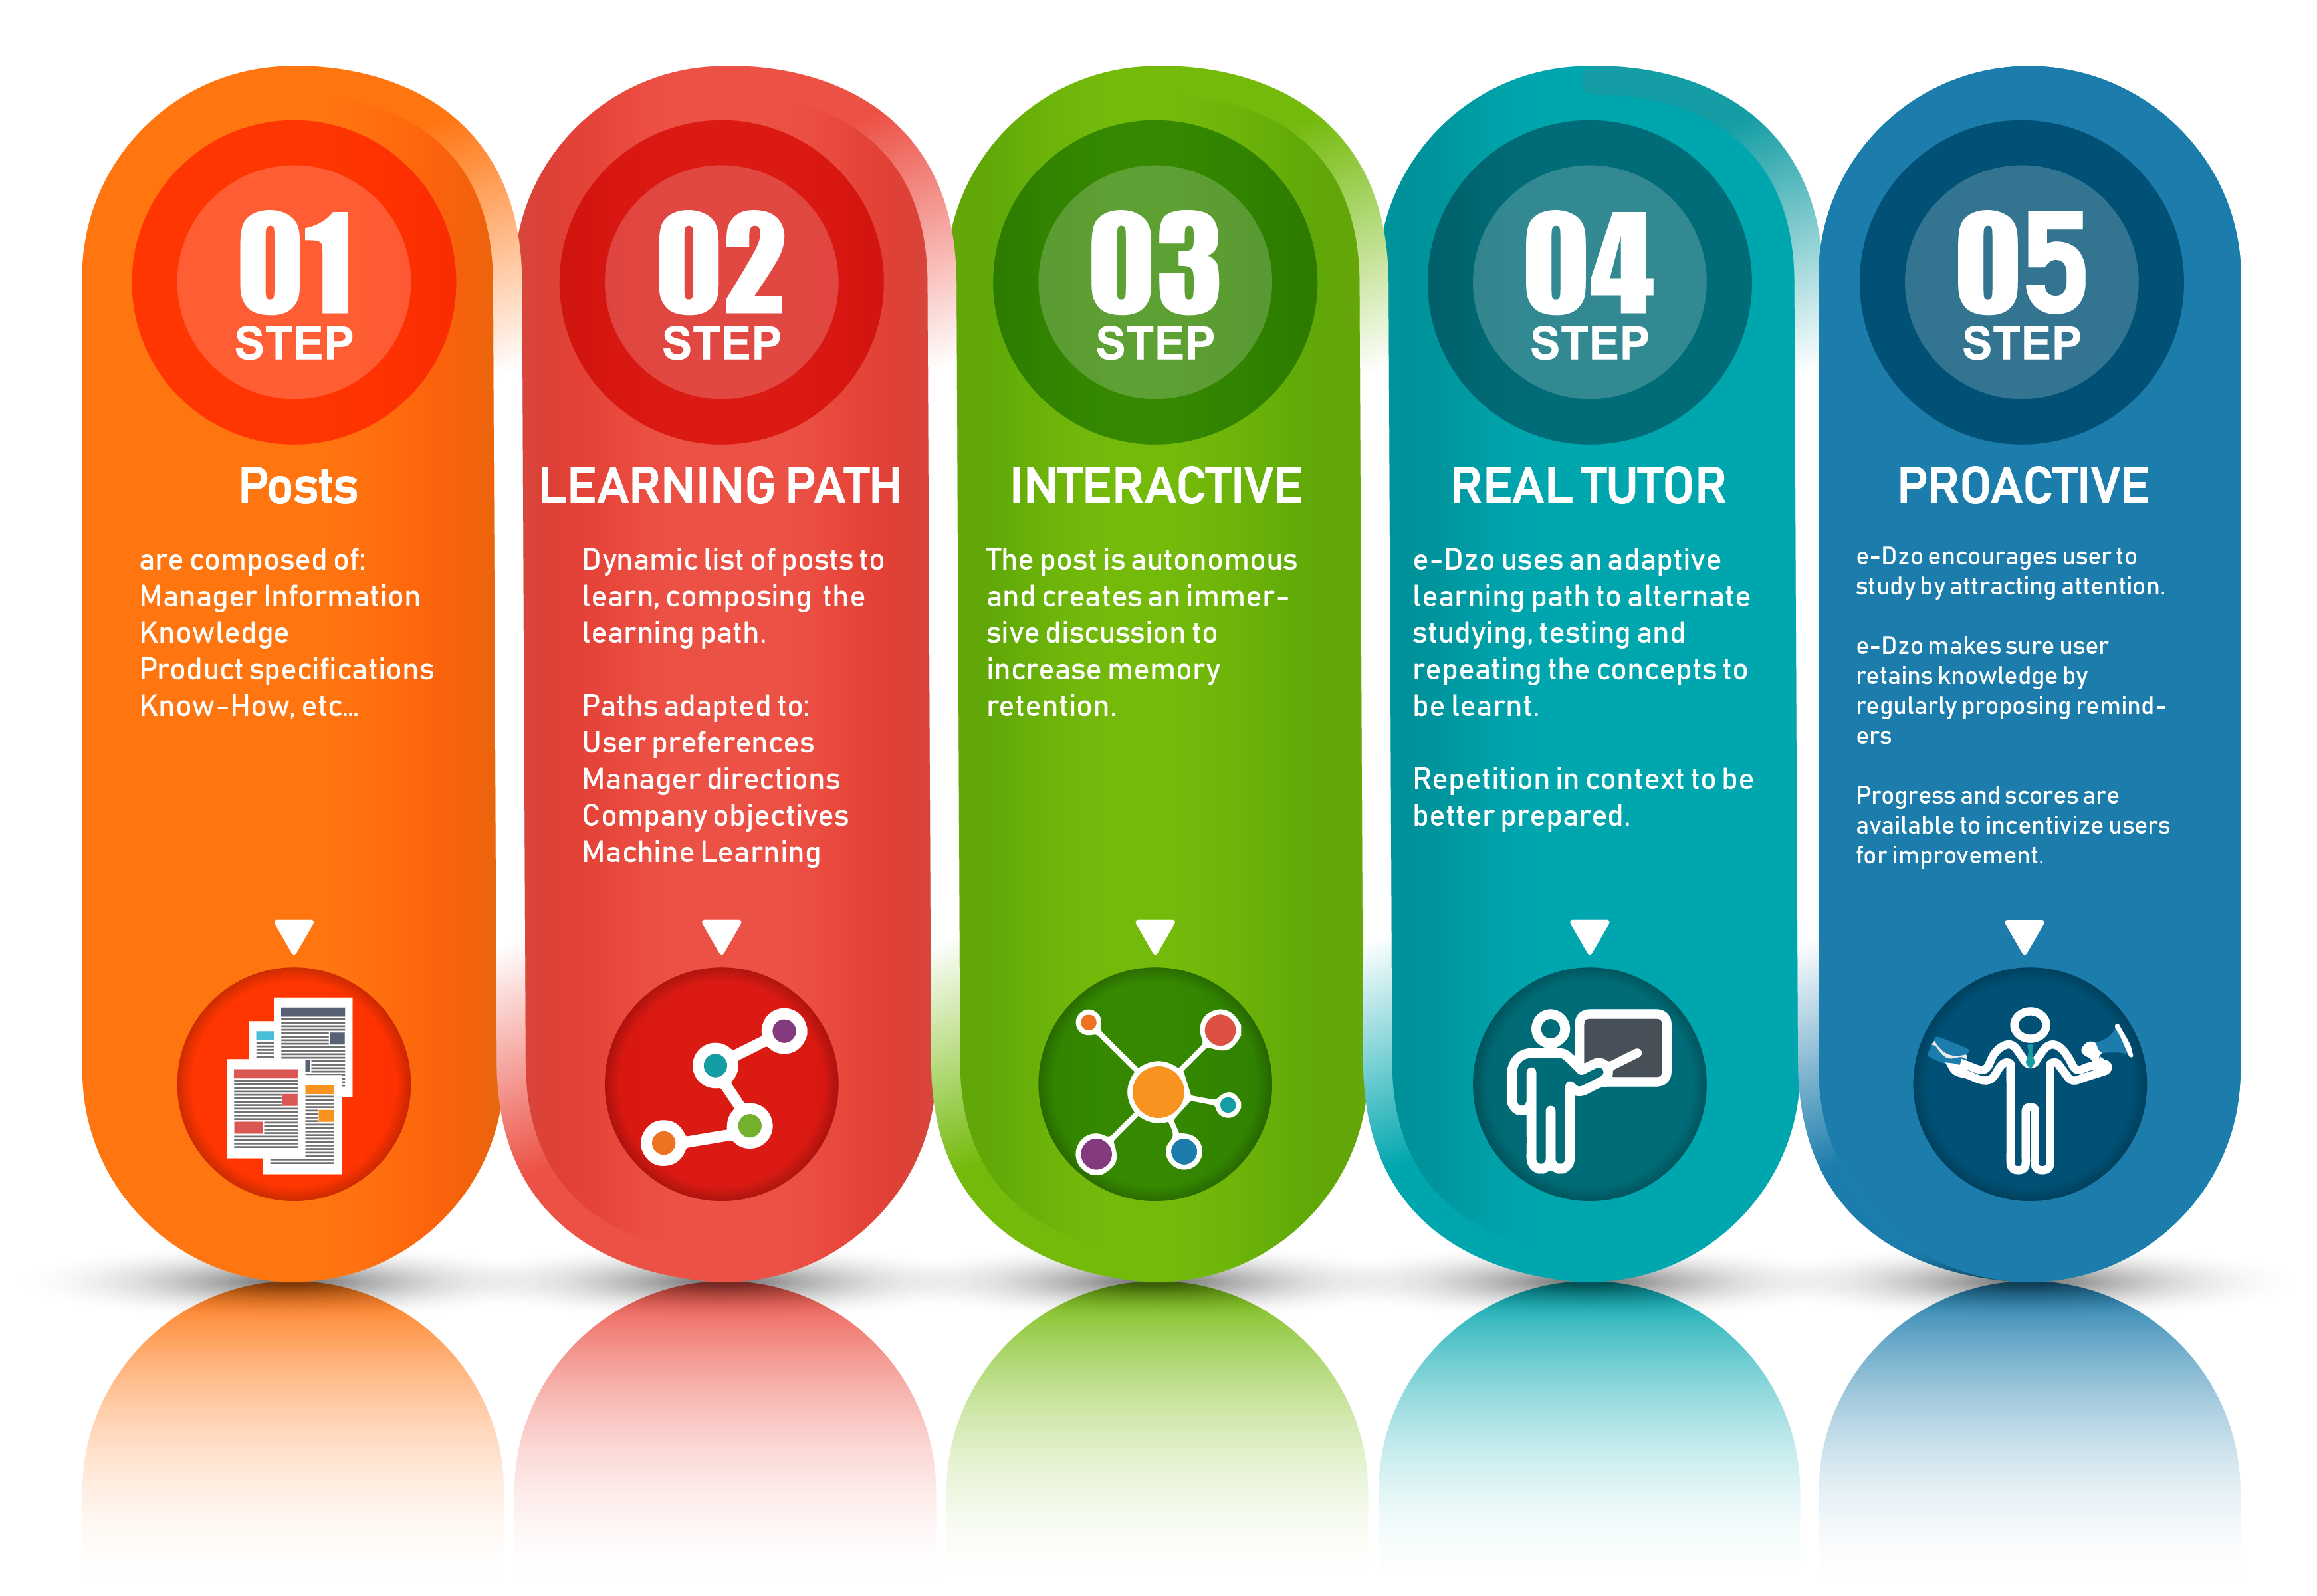 01
STEP
Posts
are composed of:
Manager Information
Knowledge
Product specifications
Know-How, etc...
02
STEP
LEARNING PATH
Dynamic list of posts to
learn, composing the
learning path.
Paths adapted to:
User preferences
Manager directions
Company objectives
Machine Learning
03
STEP
INTERACTIVE
The post is autonomous
and creates an immer-
sive discussion to
increase memory
retention.
04
STEP
REAL TUTOR
e-Dzo uses an adaptive
learning path to alternate
studying, testing and
repeating the concepts to
be learnt.
Repetition in context to be
better prepared.
05
STEP
PROACTIVE
e-Dzo encourages user to
study by attracting attention.
e-Dzo makes sure user
retains knowledge by
regularly proposing remind-
ers
Progress and scores are
available to incentivize users
for improvement.